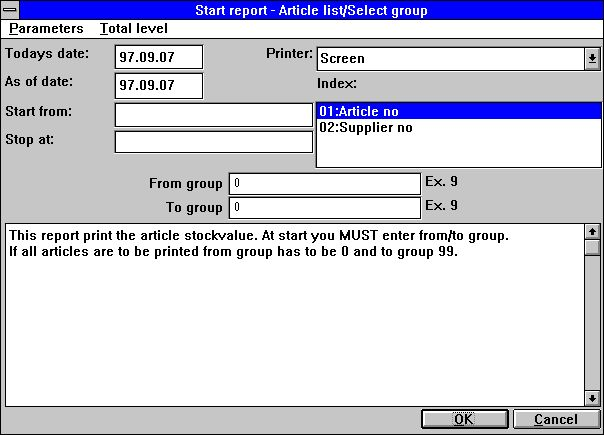 Start report - Article list/Select group
Parameters Total level
Todays date: 97.09.07 Printer: Screen
As of date: 97.09.07 Index:
Start from: 01:Article no
02:Supplier no
Stop at:
From group 0 Ex. 9
To group 0 Ex. 9
This report print the article stockvalue. At start you MUST enter from/to group.
If all articles are to be printed from group has to be 0 and to group 99.
OK Cancel